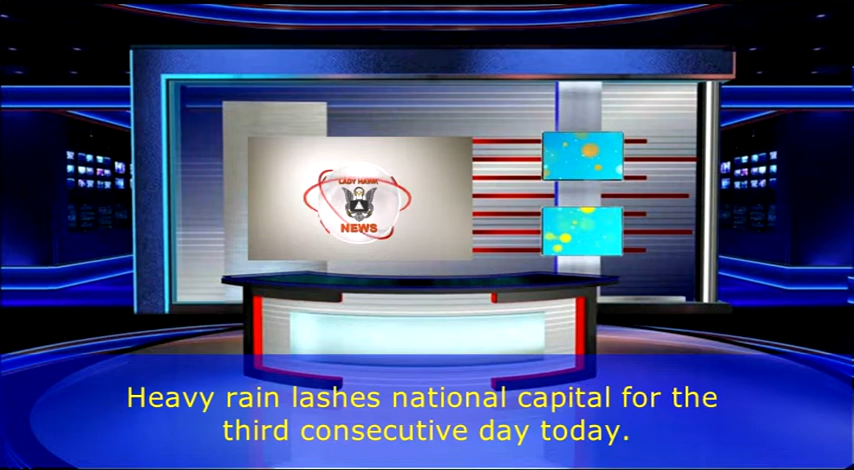 LADY HAWK
NEWS
Heavy rain lashes national capital for the
third consecutive day today.